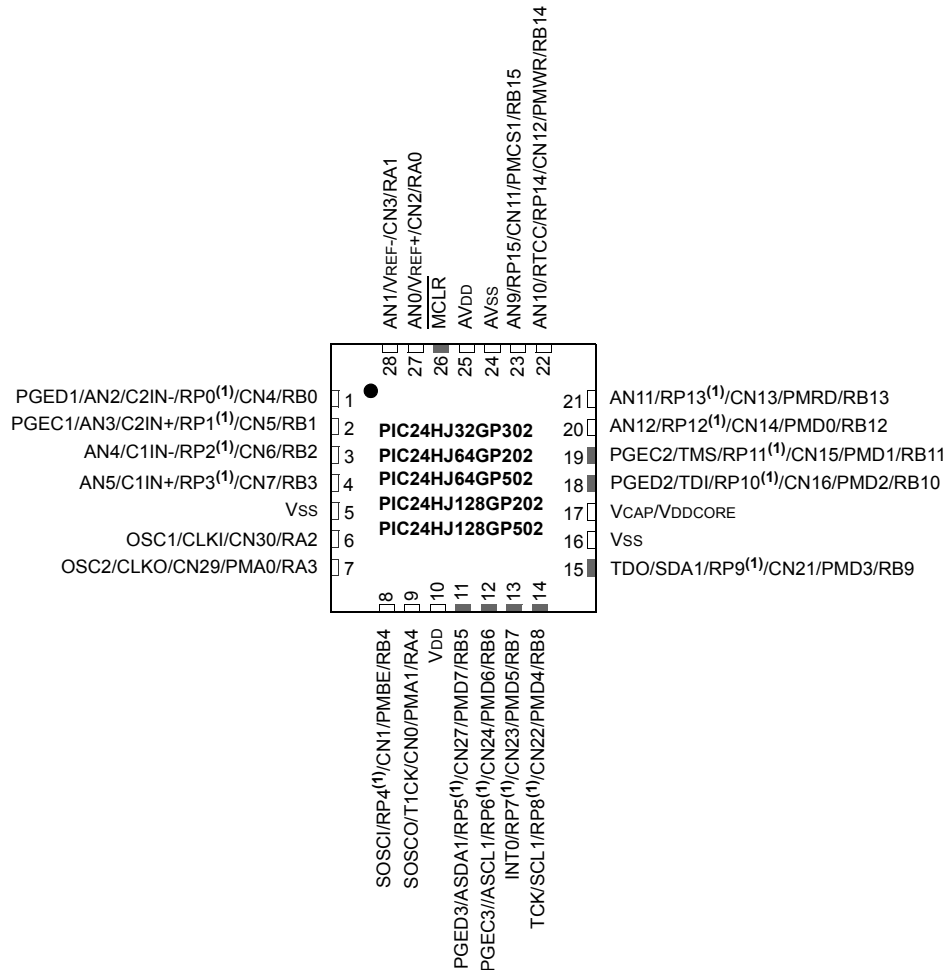 AN1/VREF-/CN3/RA1
AN0/VREF+/CN2/RA0
MCLR
AVDD
AVSS
AN9/RP15/CN11/PMCS1/RB15
AN10/RTCC/RP14/CN12/PMWR/RB14
28
27
26
25
24
23
22
PGED1/AN2/C2IN-/RP0(1)/CN4/RB0
1
PGEC1/AN3/C2IN+/RP1(1)/CN5/RB1
2
AN4/C1IN-/RP2(1)/CN6/RB2
3
AN5/C1IN+/RP3(1)/CN7/RB3
4
VSS
5
OSC1/CLKI/CN30/RA2
6
OSC2/CLKO/CN29/PMA0/RA3
7
PIC24HJ32GP302
PIC24HJ64GP202
PIC24HJ64GP502
PIC24HJ128GP202
PIC24HJ128GP502
21
AN11/RP13(1)/CN13/PMRD/RB13
20
AN12/RP12(1)/CN14/PMD0/RB12
19
PGEC2/TMS/RP11(1)/CN15/PMD1/RB11
18
PGED2/TDI/RP10(1)/CN16/PMD2/RB10
17
VCAP/VDDCORE
16
VSS
15
TDO/SDA1/RP9(1)/CN21/PMD3/RB9
8
9
10
11
12
13
14
SOSCI/RP4(1)/CN1/PMBE/RB4
SOSCO/T1CK/CN0/PMA1/RA4
VDD
PGED3/ASDA1/RP5(1)/CN27/PMD7/RB5
PGEC3//ASCL1/RP6(1)/CN24/PMD6/RB6
INT0/RP7(1)/CN23/PMD5/RB7
TCK/SCL1/RP8(1)/CN22/PMD4/RB8